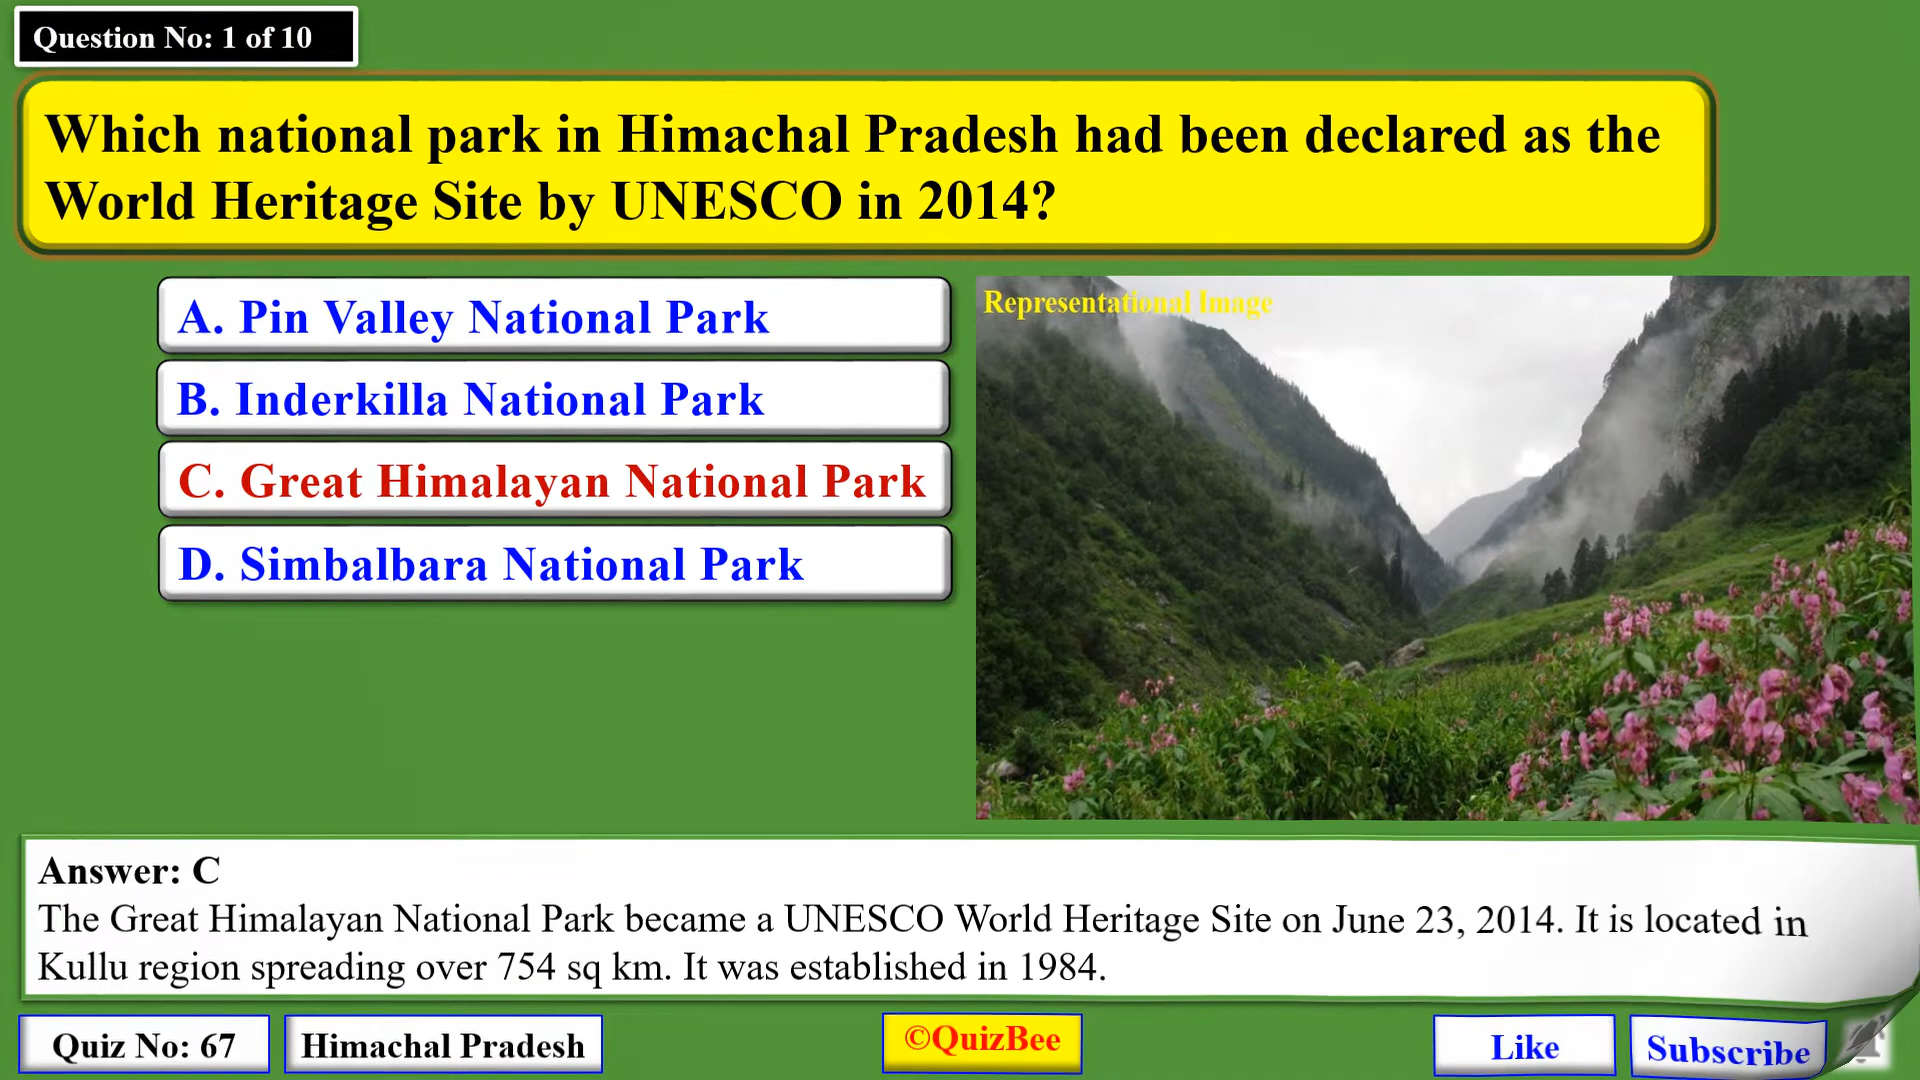 Question No: 1 of 10
Which national park in Himachal Pradesh had been declared as the
World Heritage Site by UNESCO in 2014?
A. Pin Valley National Park
B. Inderkilla National Park
C. Great Himalayan National Park
D. Simbalbara National Park
Representational Image
Answer: C
The Great Himalayan National Park became a UNESCO World Heritage Site on June 23, 2014. It is located in
Kullu region spreading over 754 sq km. It was established in 1984.
Quiz No: 67
Himachal Pradesh
©QuizBee
Like
Subscribe